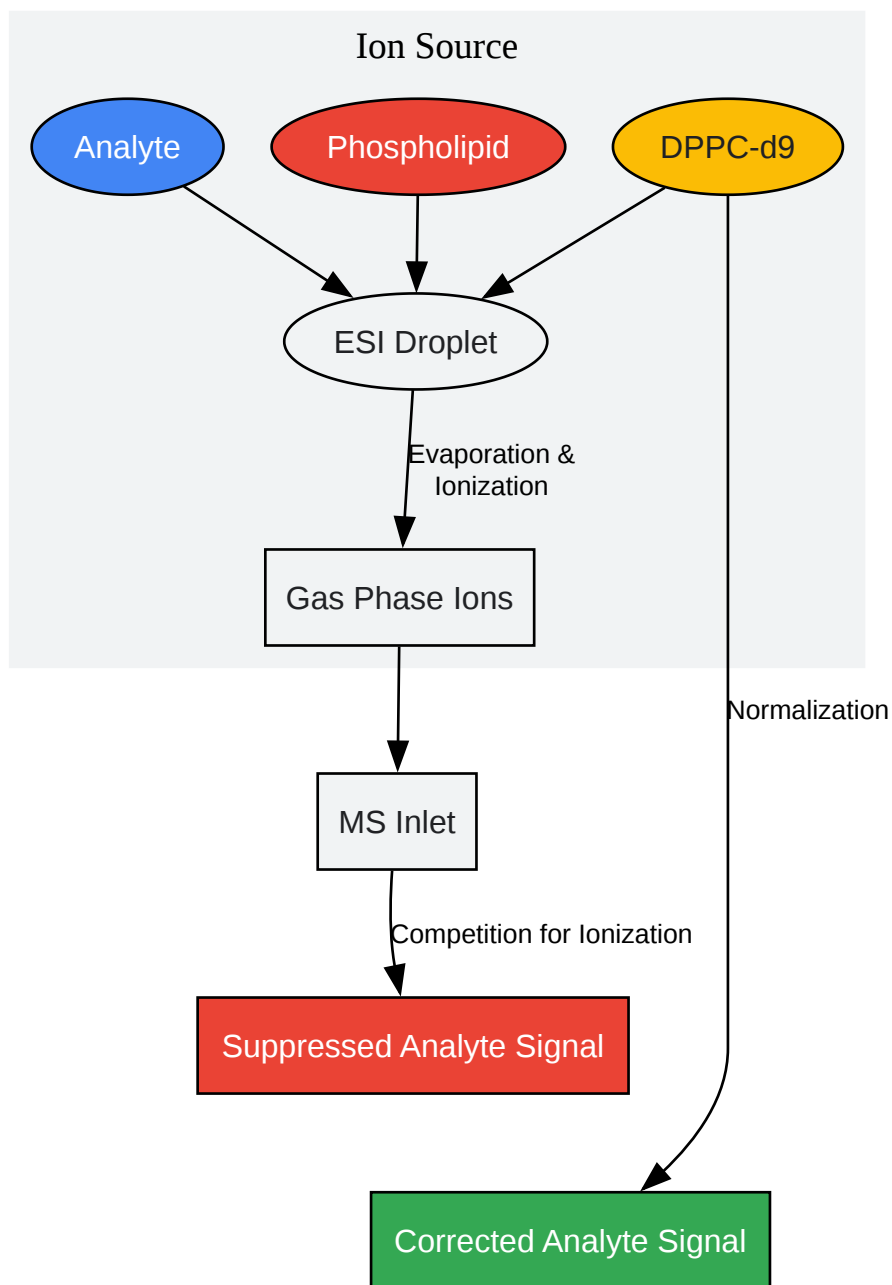 Ion Source
Analyte
Phospholipid
DPPC-d9
ESI Droplet
Evaporation &
Ionization
Gas Phase Ions
Normalization
MS Inlet
Competition for Ionization
Suppressed Analyte Signal
Corrected Analyte Signal